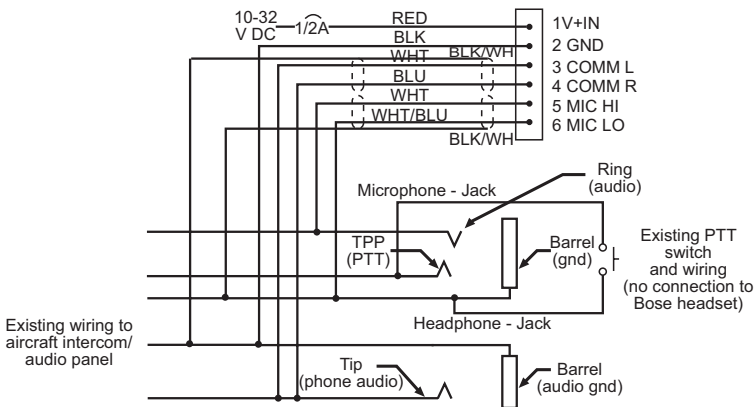 10-32
V DC
1/2A
RED
BLK
WHT
BLK/WH
BLU
WHT
WHT/BLU
BLK/WH
1V+IN
2 GND
3 COMM L
4 COMM R
5 MIC HI
6 MIC LO
Microphone - Jack
Ring
(audio)
TPP
(PTT)
Barrel
(gnd)
Existing PTT
switch
and wiring
(no connection to
Bose headset)
Headphone - Jack
Existing wiring to
aircraft intercom/
audio panel
Tip
(phone audio)
Barrel
(audio gnd)